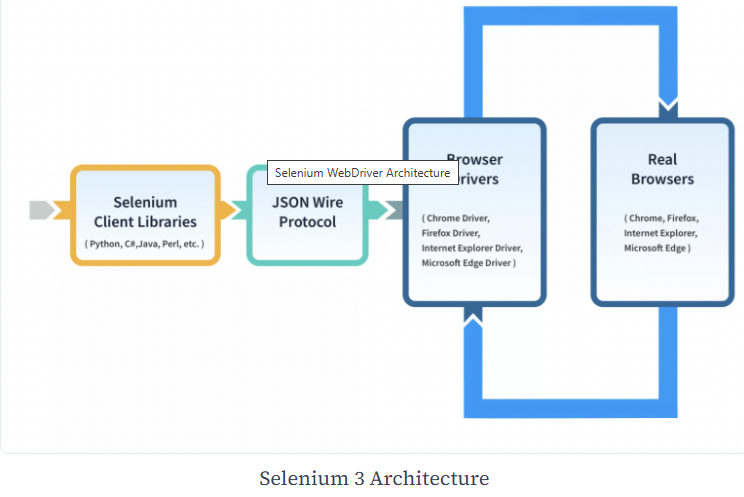 Selenium
Client Libraries
( Python, C#,Java, Perl, etc. )
Selenium WebDriver Architecture
JSON Wire
Protocol
Browser
Drivers
( Chrome Driver,
Firefox Driver,
Internet Explorer Driver,
Microsoft Edge Driver )
Real
Browsers
( Chrome, Firefox,
Internet Explorer,
Microsoft Edge )
Selenium 3 Architecture